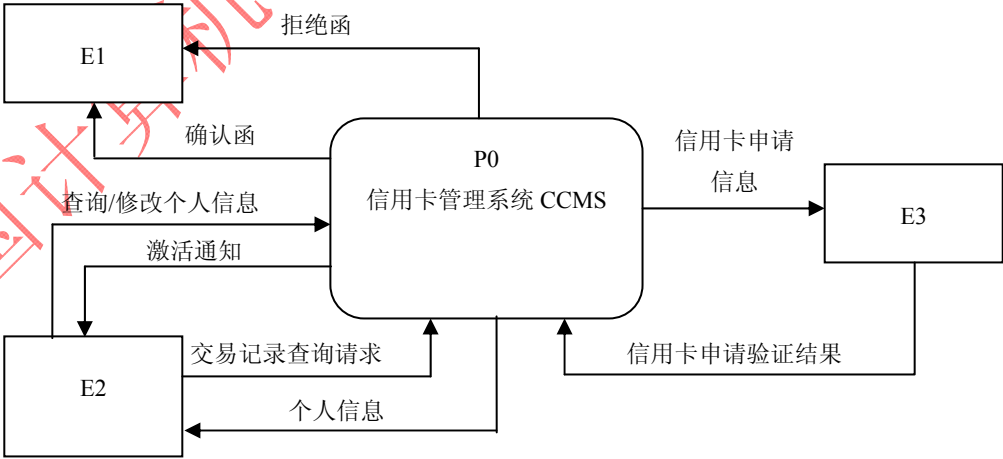 拒绝函
E1
确认函
P0
信用卡管理系统 CCMS
信用卡申请
信息
E3
查询/修改个人信息
激活通知
交易记录查询请求
信用卡申请验证结果
E2
个人信息